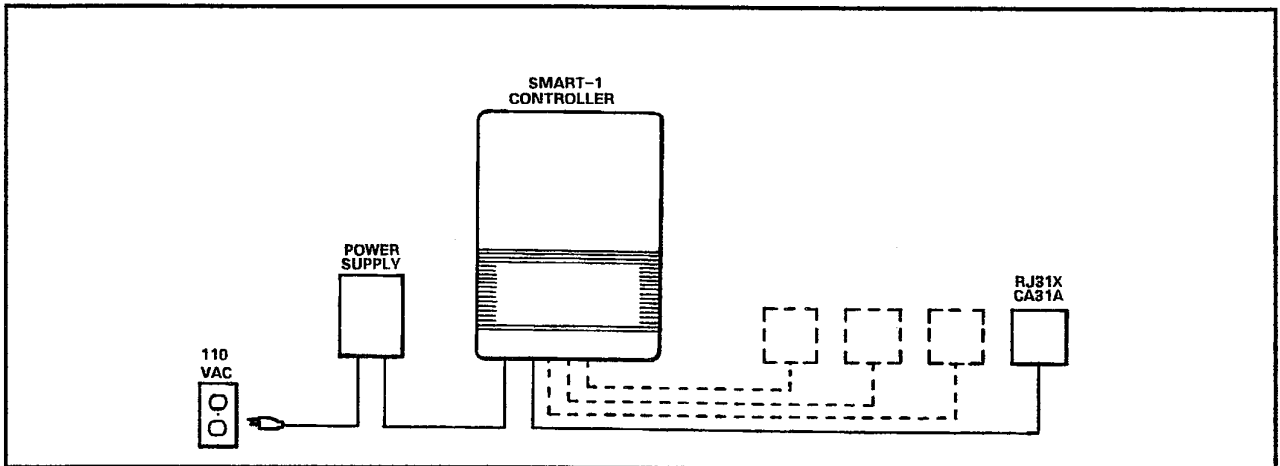 SMART-1
CONTROLLER
POWER
SUPPLY
RJ31X
CA31A
110
VAC